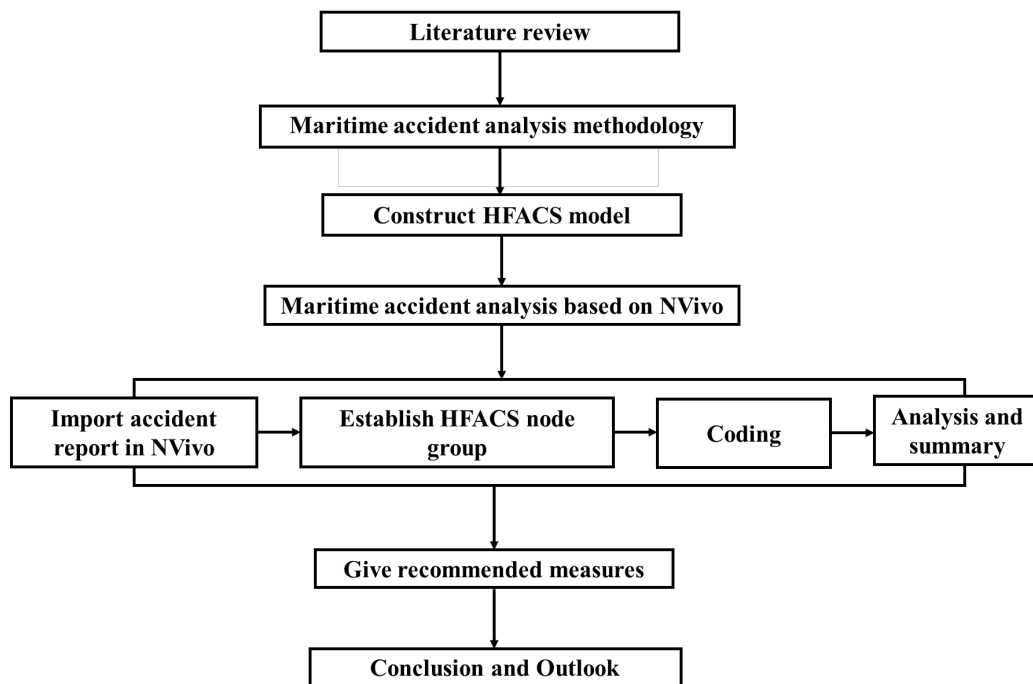 Literature review
Maritime accident analysis methodology
Construct HFACS model
Maritime accident analysis based on NVivo
Import accident
report in NVivo
Establish HFACS node
group
Coding
Analysis and
summary
Give recommended measures
Conclusion and Outlook